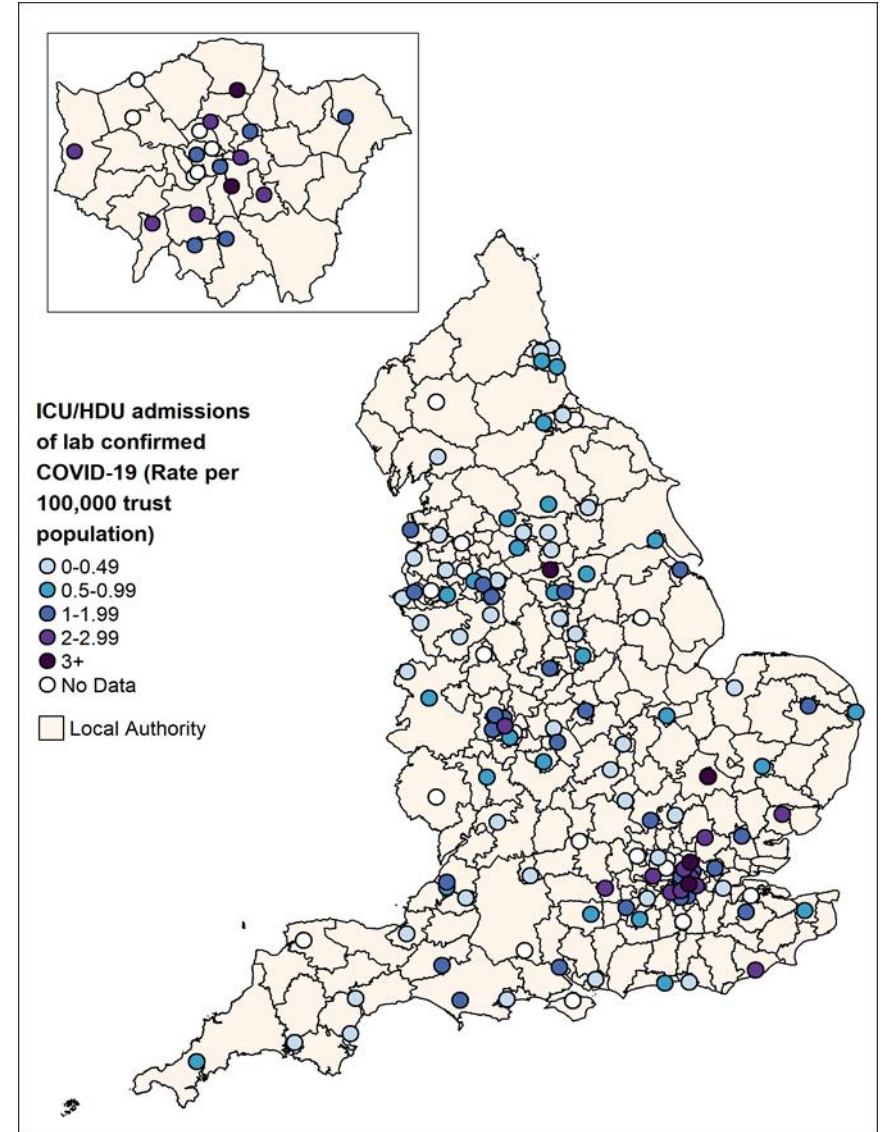 ICU/HDU admissions
of lab confirmed
COVID-19 (Rate per
100,000 trust
population)
0-0.49
0.5-0.99
1-1.99
2-2.99
3+
No Data
Local Authority